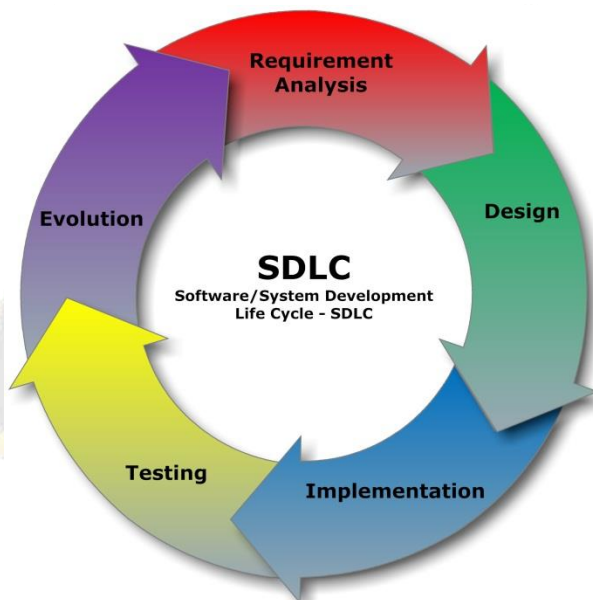 Requirement
Analysis
Design
Evolution
SDLC
Software/System Development
Life Cycle - SDLC
Testing
Implementation